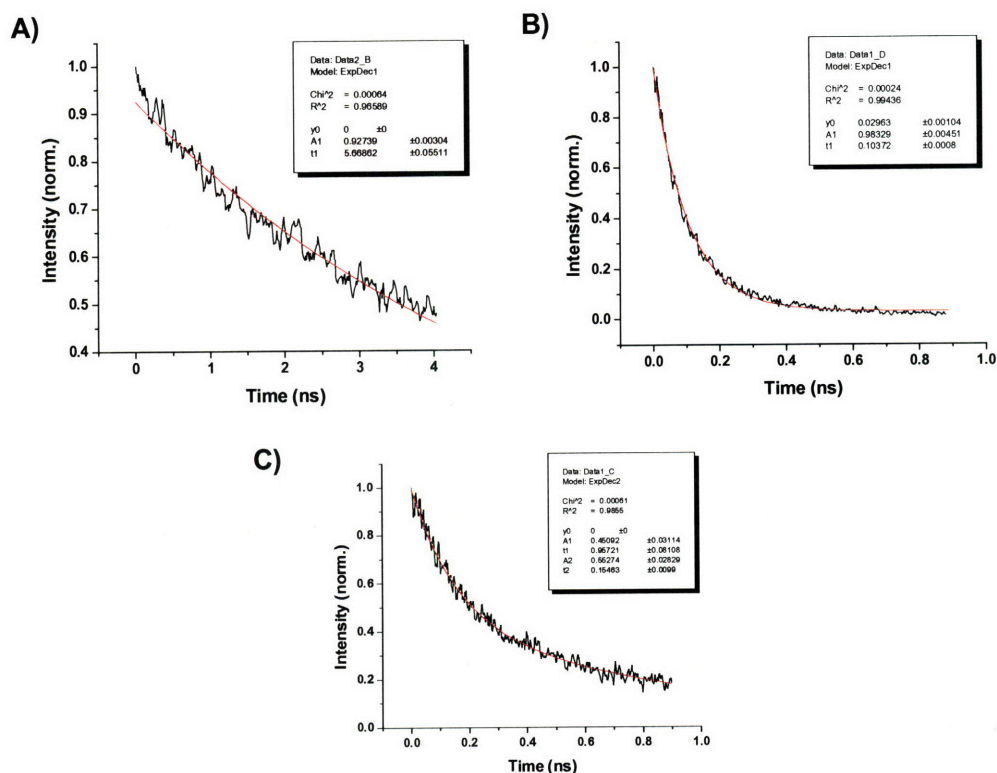 A)
Intensity (norm.)
1.0
0.9
0.8
0.7
0.6
0.5
0.4
0 1 2 3 4
Time (ns)
Data: Data2_B
Model: ExpDec1
Chi^2 = 0.00064
R^2 = 0.96589
y0 0 ±0
A1 0.92739 ±0.00304
t1 5.66862 ±0.05511
B)
Intensity (norm.)
1.0
0.8
0.6
0.4
0.2
0.0
0.0 0.2 0.4 0.6 0.8 1.0
Time (ns)
Data: Data1_D
Model: ExpDec1
Chi^2 = 0.00024
R^2 = 0.99436
y0 0.02963 ±0.00104
A1 0.98329 ±0.00451
t1 0.10372 ±0.0008
C)
Intensity (norm.)
1.0
0.8
0.6
0.4
0.2
0.0
0.0 0.2 0.4 0.6 0.8 1.0
Time (ns)
Data: Data1_C
Model: ExpDec2
Chi^2 = 0.00061
R^2 = 0.9855
y0 0 ±0
A1 0.45092 ±0.03114
t1 0.95721 ±0.08108
A2 0.55274 ±0.02829
t2 0.15463 ±0.0099